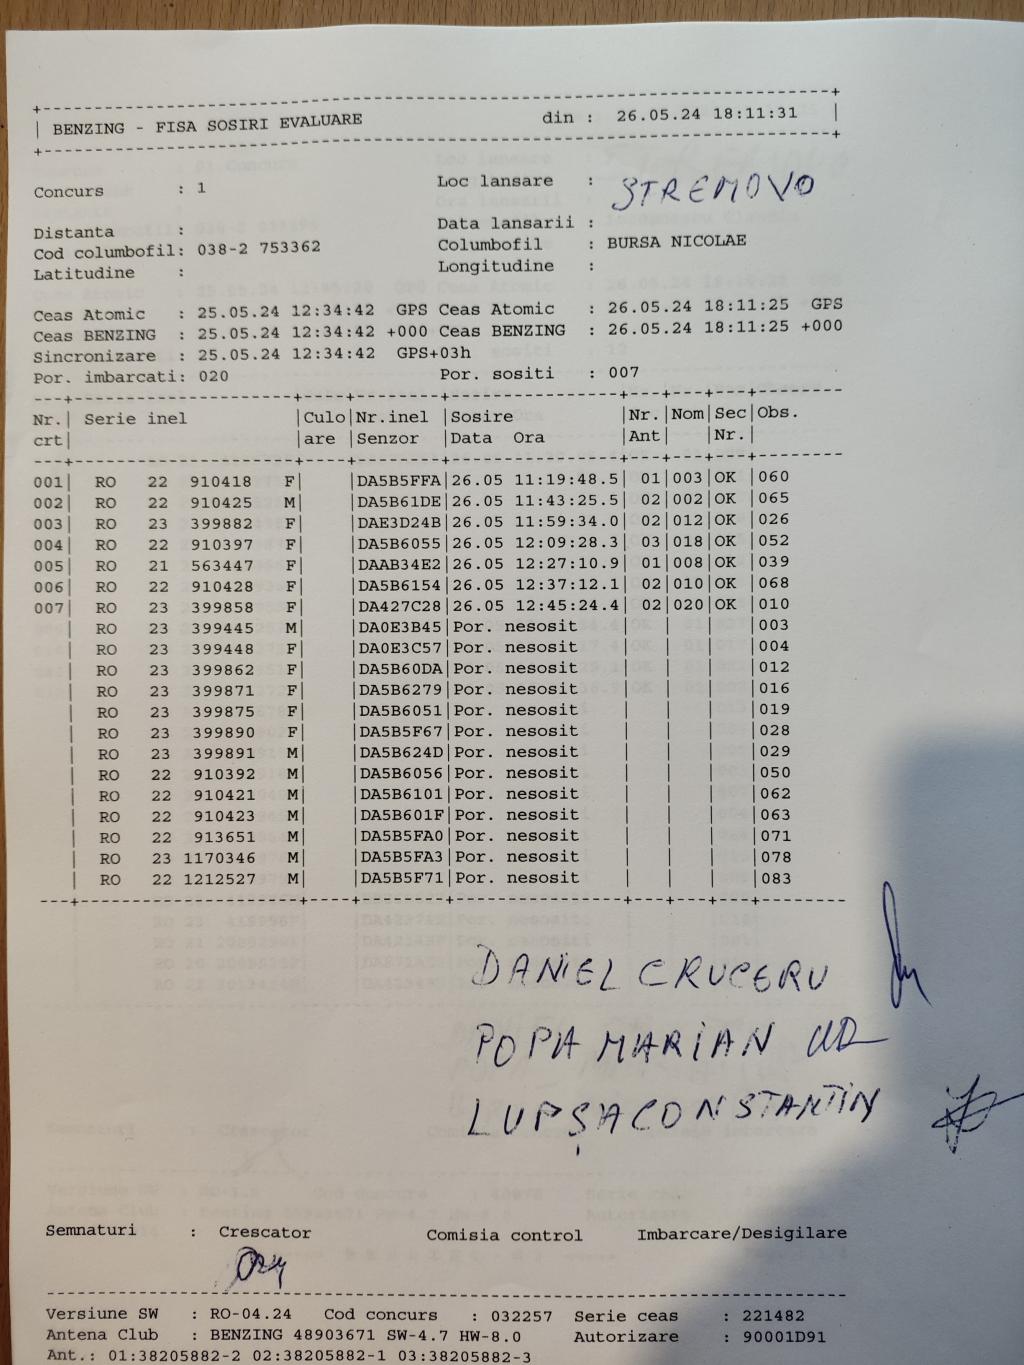 BENZING - FISA SOSIRI EVALUARE din : 26.05.24 18:11:31
Concurs : 1 Loc lansare : STREMOVO
Distanta : Data lansarii :
Cod columbofil: 038-2 753362 Columbofil : BURSA NICOLAE
Latitudine : Longitudine :
Ceas Atomic : 25.05.24 12:34:42 GPS Ceas Atomic : 26.05.24 18:11:25 GPS
Ceas BENZING : 25.05.24 12:34:42 +000 Ceas BENZING : 26.05.24 18:11:25 +000
Sincronizare : 25.05.24 12:34:42 GPS+03h
Por. imbarcati: 020 Por. sositi : 007
Nr.| Serie inel |Culo|Nr.inel |Sosire |Nr.|Nom|Sec|Obs.
crt| |are |Senzor |Data Ora |Ant| |Nr.|
001| RO 22 910418 F| |DA5B5FFA|26.05 11:19:48.5| 01|003|OK |060
002| RO 22 910425 M| |DA5B61DE|26.05 11:43:25.5| 02|002|OK |065
003| RO 23 399882 F| |DAE3D24B|26.05 11:59:34.0| 02|012|OK |026
004| RO 22 910397 F| |DA5B6055|26.05 12:09:28.3| 03|018|OK |052
005| RO 21 563447 F| |DAAB34E2|26.05 12:27:10.9| 01|008|OK |039
006| RO 22 910428 F| |DA5B6154|26.05 12:37:12.1| 02|010|OK |068
007| RO 23 399858 F| |DA427C28|26.05 12:45:24.4| 02|020|OK |010
| RO 23 399445 M| |DA0E3B45|Por. nesosit | | | |003
| RO 23 399448 F| |DA0E3C57|Por. nesosit | | | |004
| RO 23 399862 F| |DA5B60DA|Por. nesosit | | | |012
| RO 23 399871 F| |DA5B6279|Por. nesosit | | | |016
| RO 23 399875 F| |DA5B6051|Por. nesosit | | | |019
| RO 23 399890 F| |DA5B5F67|Por. nesosit | | | |028
| RO 23 399891 M| |DA5B624D|Por. nesosit | | | |029
| RO 22 910392 M| |DA5B6056|Por. nesosit | | | |050
| RO 22 910421 M| |DA5B6101|Por. nesosit | | | |062
| RO 22 910423 M| |DA5B601F|Por. nesosit | | | |063
| RO 22 913651 M| |DA5B5FA0|Por. nesosit | | | |071
| RO 23 1170346 M| |DA5B5FA3|Por. nesosit | | | |078
| RO 22 1212527 M| |DA5B5F71|Por. nesosit | | | |083
DANIEL CRUCERU
POPA MARIAN
LUPȘA CONSTANTIN
Semnaturi : Crescator Comisia control Imbarcare/Desigilare
Versiune SW : RO-04.24 Cod concurs : 032257 Serie ceas : 221482
Antena Club : BENZING 48903671 SW-4.7 HW-8.0 Autorizare : 90001D91
Ant.: 01:38205882-2 02:38205882-1 03:38205882-3